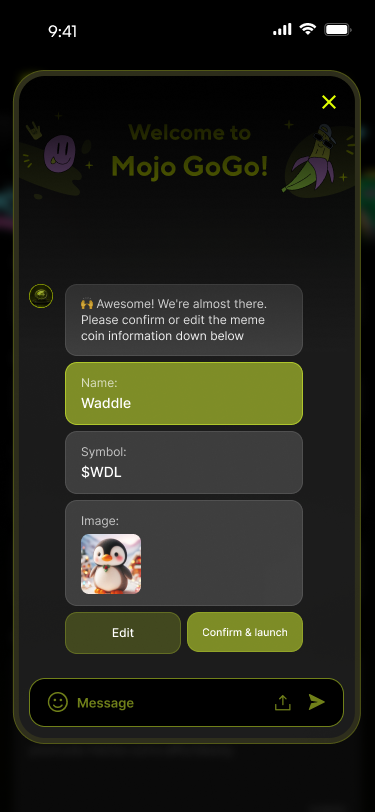 9:41
Welcome to
Mojo GoGo!
🙌 Awesome! We're almost there.
Please confirm or edit the meme
coin information down below
Name:
Waddle
Symbol:
$WDL
Image:
Edit
Confirm & launch
Message